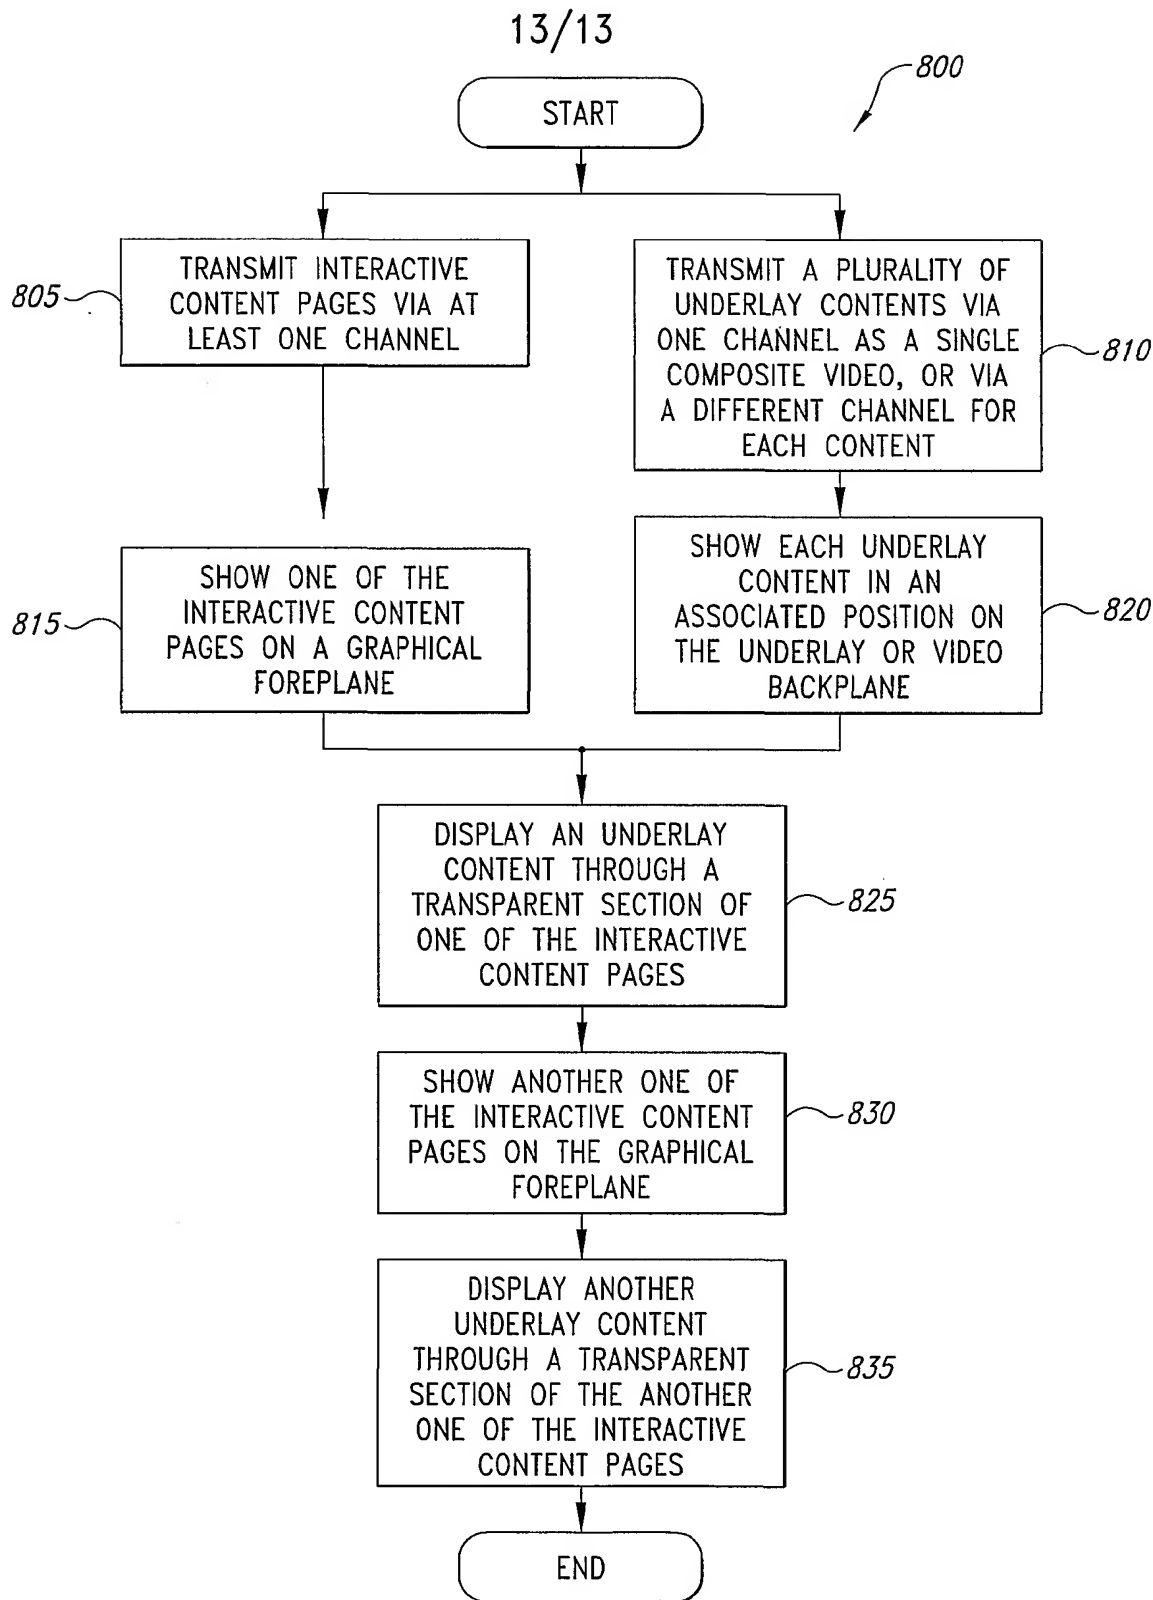 13/13
800
START
805
TRANSMIT INTERACTIVE
CONTENT PAGES VIA AT
LEAST ONE CHANNEL
TRANSMIT A PLURALITY OF
UNDERLAY CONTENTS VIA
ONE CHANNEL AS A SINGLE
COMPOSITE VIDEO, OR VIA
A DIFFERENT CHANNEL FOR
EACH CONTENT
810
815
SHOW ONE OF THE
INTERACTIVE CONTENT
PAGES ON A GRAPHICAL
FOREPLANE
SHOW EACH UNDERLAY
CONTENT IN AN
ASSOCIATED POSITION ON
THE UNDERLAY OR VIDEO
BACKPLANE
820
DISPLAY AN UNDERLAY
CONTENT THROUGH A
TRANSPARENT SECTION OF
ONE OF THE INTERACTIVE
CONTENT PAGES
825
SHOW ANOTHER ONE OF
THE INTERACTIVE CONTENT
PAGES ON THE GRAPHICAL
FOREPLANE
830
DISPLAY ANOTHER
UNDERLAY CONTENT
THROUGH A TRANSPARENT
SECTION OF THE ANOTHER
ONE OF THE INTERACTIVE
CONTENT PAGES
835
END